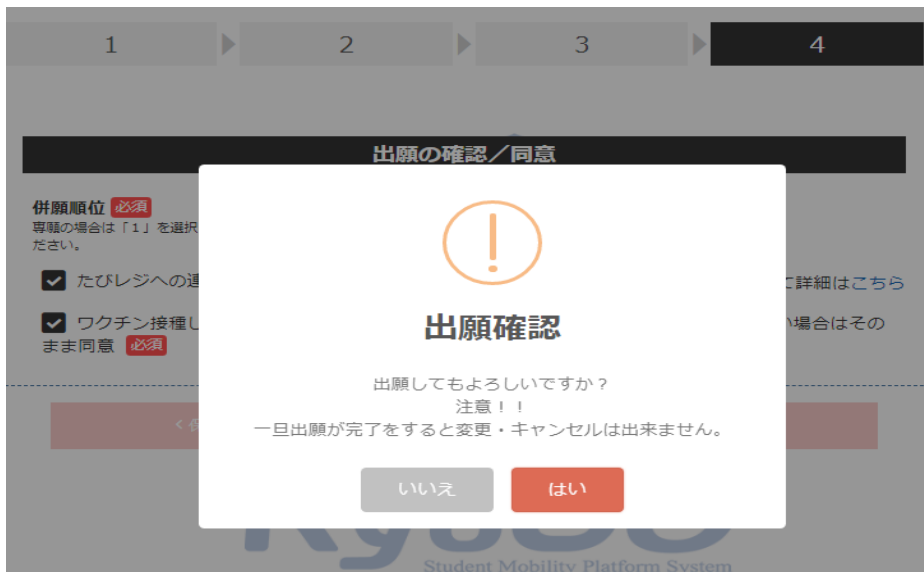 1
2
3
4
出願の確認／同意
併願順位 必須
専願の場合は「1」を選択
ださい。
たびレジへの連
て詳細はこちら
ワクチン接種し
い場合はその
まま同意 必須
出願確認
出願してもよろしいですか？
注意！！
一旦出願が完了をすると変更・キャンセルは出来ません。
いいえ
はい
Student Mobility Platform System